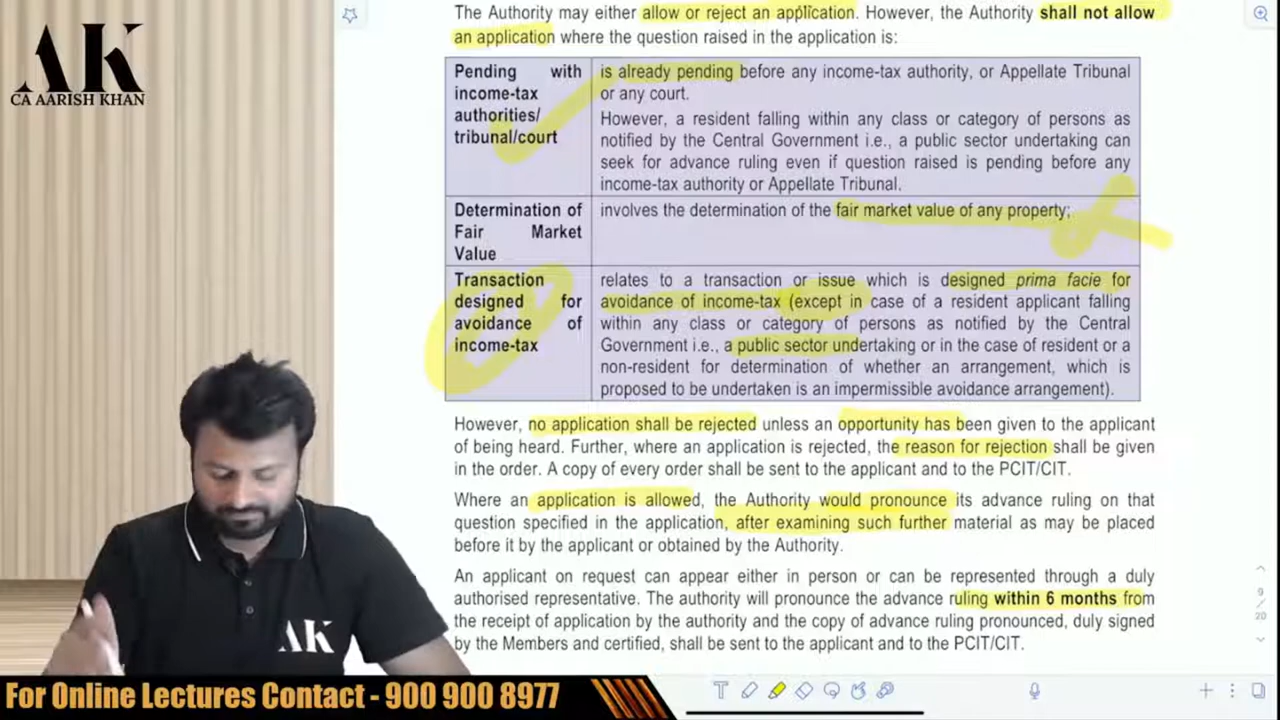 The Authority may either allow or reject an application. However, the Authority shall not allow
an application where the question raised in the application is:
Pending with
income-tax
authorities/
tribunal/court
is already pending before any income-tax authority, or Appellate Tribunal
or any court.
However, a resident falling within any class or category of persons as
notified by the Central Government i.e., a public sector undertaking can
seek for advance ruling even if question raised is pending before any
income-tax authority or Appellate Tribunal.
Determination of
Fair Market
Value
involves the determination of the fair market value of any property;
Transaction
designed for
avoidance of
income-tax
relates to a transaction or issue which is designed prima facie for
avoidance of income-tax (except in case of a resident applicant falling
within any class or category of persons as notified by the Central
Government i.e., a public sector undertaking or in the case of resident or a
non-resident for determination of whether an arrangement, which is
proposed to be undertaken is an impermissible avoidance arrangement).
However, no application shall be rejected unless an opportunity has been given to the applicant
of being heard. Further, where an application is rejected, the reason for rejection shall be given
in the order. A copy of every order shall be sent to the applicant and to the PCIT/CIT.
Where an application is allowed, the Authority would pronounce its advance ruling on that
question specified in the application, after examining such further material as may be placed
before it by the applicant or obtained by the Authority.
An applicant on request can appear either in person or can be represented through a duly
authorised representative. The authority will pronounce the advance ruling within 6 months from
the receipt of application by the authority and the copy of advance ruling pronounced, duly signed
by the Members and certified, shall be sent to the applicant and to the PCIT/CIT.
AK
CA AARISH KHAN
AK
For Online Lectures Contact - 900 900 8977
9
/
20
T